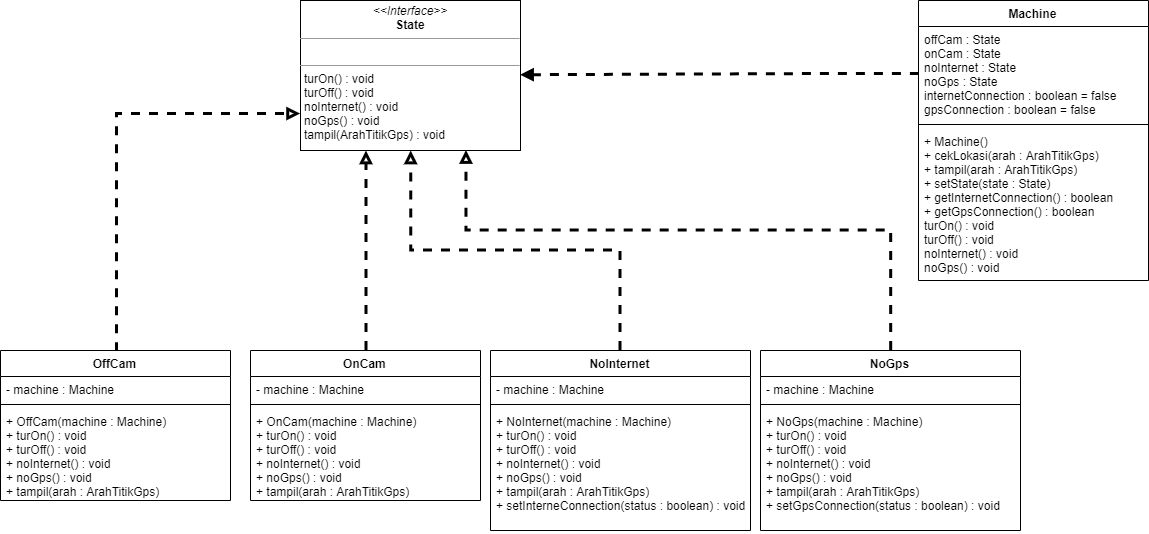 <<Interface>>
State
turOn() : void
turOff() : void
noInternet() : void
noGps() : void
tampil(ArahTitikGps) : void
Machine
offCam : State
onCam : State
noInternet : State
noGps : State
internetConnection : boolean = false
gpsConnection : boolean = false
+ Machine()
+ cekLokasi(arah : ArahTitikGps)
+ tampil(arah : ArahTitikGps)
+ setState(state : State)
+ getInternetConnection() : boolean
+ getGpsConnection() : boolean
turOn() : void
turOff() : void
noInternet() : void
noGps() : void
OffCam
- machine : Machine
+ OffCam(machine : Machine)
+ turOn() : void
+ turOff() : void
+ noInternet() : void
+ noGps() : void
+ tampil(arah : ArahTitikGps)
OnCam
- machine : Machine
+ OnCam(machine : Machine)
+ turOn() : void
+ turOff() : void
+ noInternet() : void
+ noGps() : void
+ tampil(arah : ArahTitikGps)
NoInternet
- machine : Machine
+ NoInternet(machine : Machine)
+ turOn() : void
+ turOff() : void
+ noInternet() : void
+ noGps() : void
+ tampil(arah : ArahTitikGps)
+ setInterneConnection(status : boolean) : void
NoGps
- machine : Machine
+ NoGps(machine : Machine)
+ turOn() : void
+ turOff() : void
+ noInternet() : void
+ noGps() : void
+ tampil(arah : ArahTitikGps)
+ setGpsConnection(status : boolean) : void